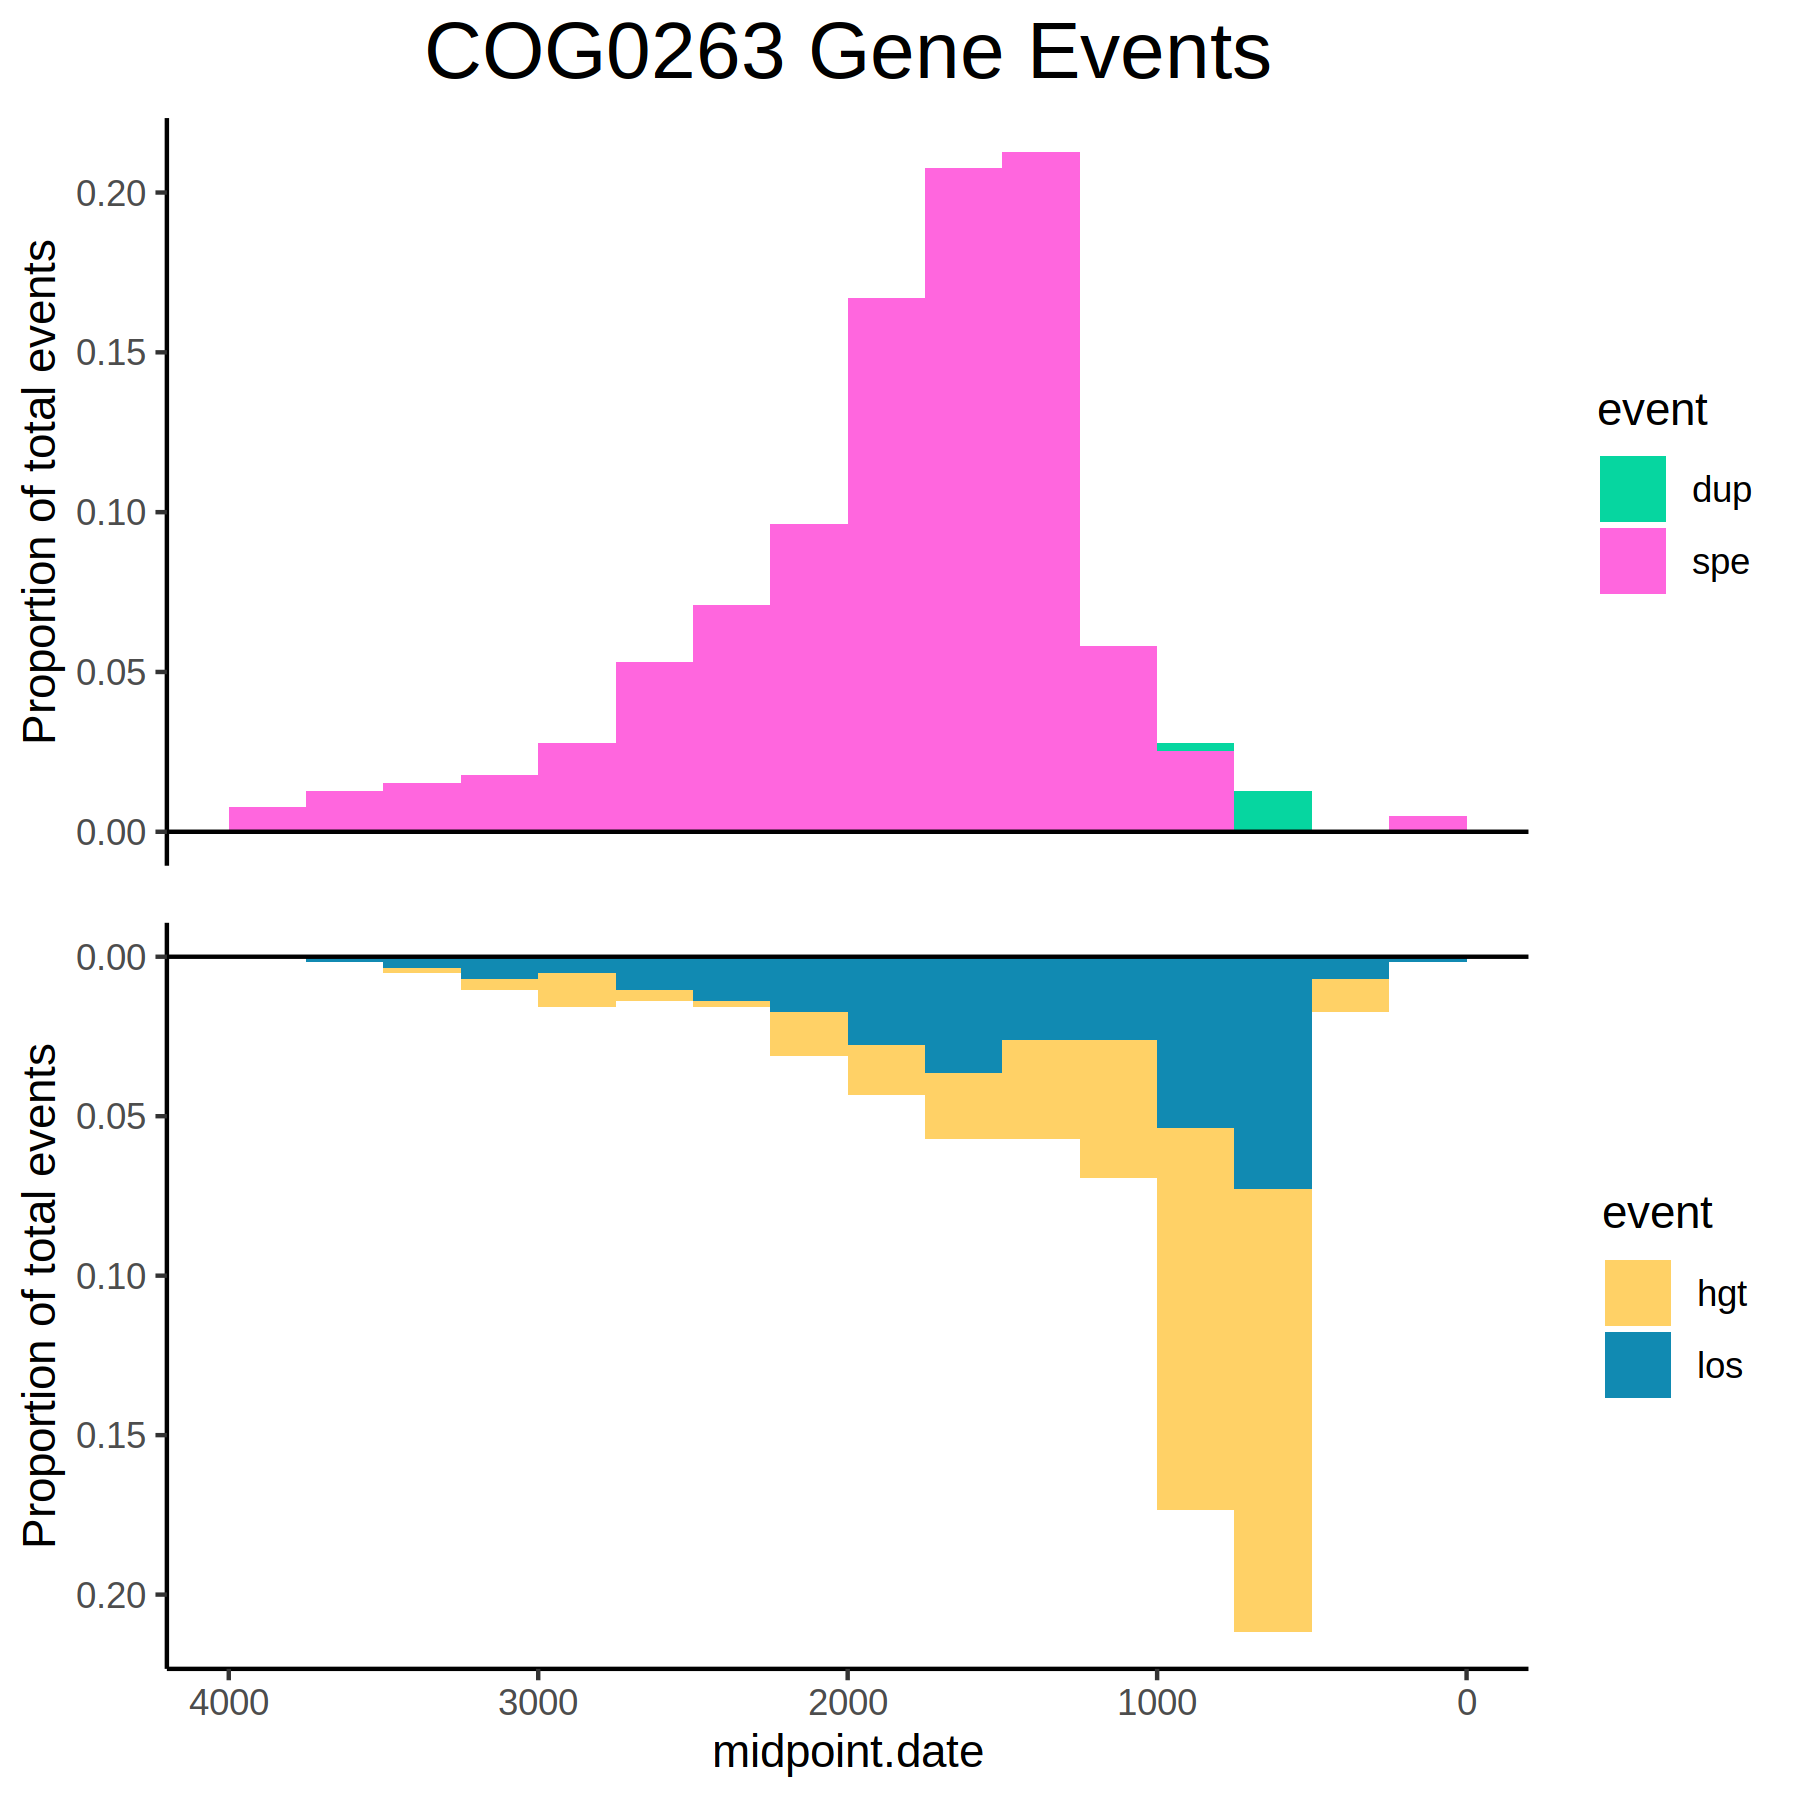 COG0263 Gene Events
Proportion of total events
0.20
0.15
0.10
0.05
0.00
event
dup
spe
Proportion of total events
0.00
0.05
0.10
0.15
0.20
event
hgt
los
4000 3000 2000 1000 0
midpoint.date